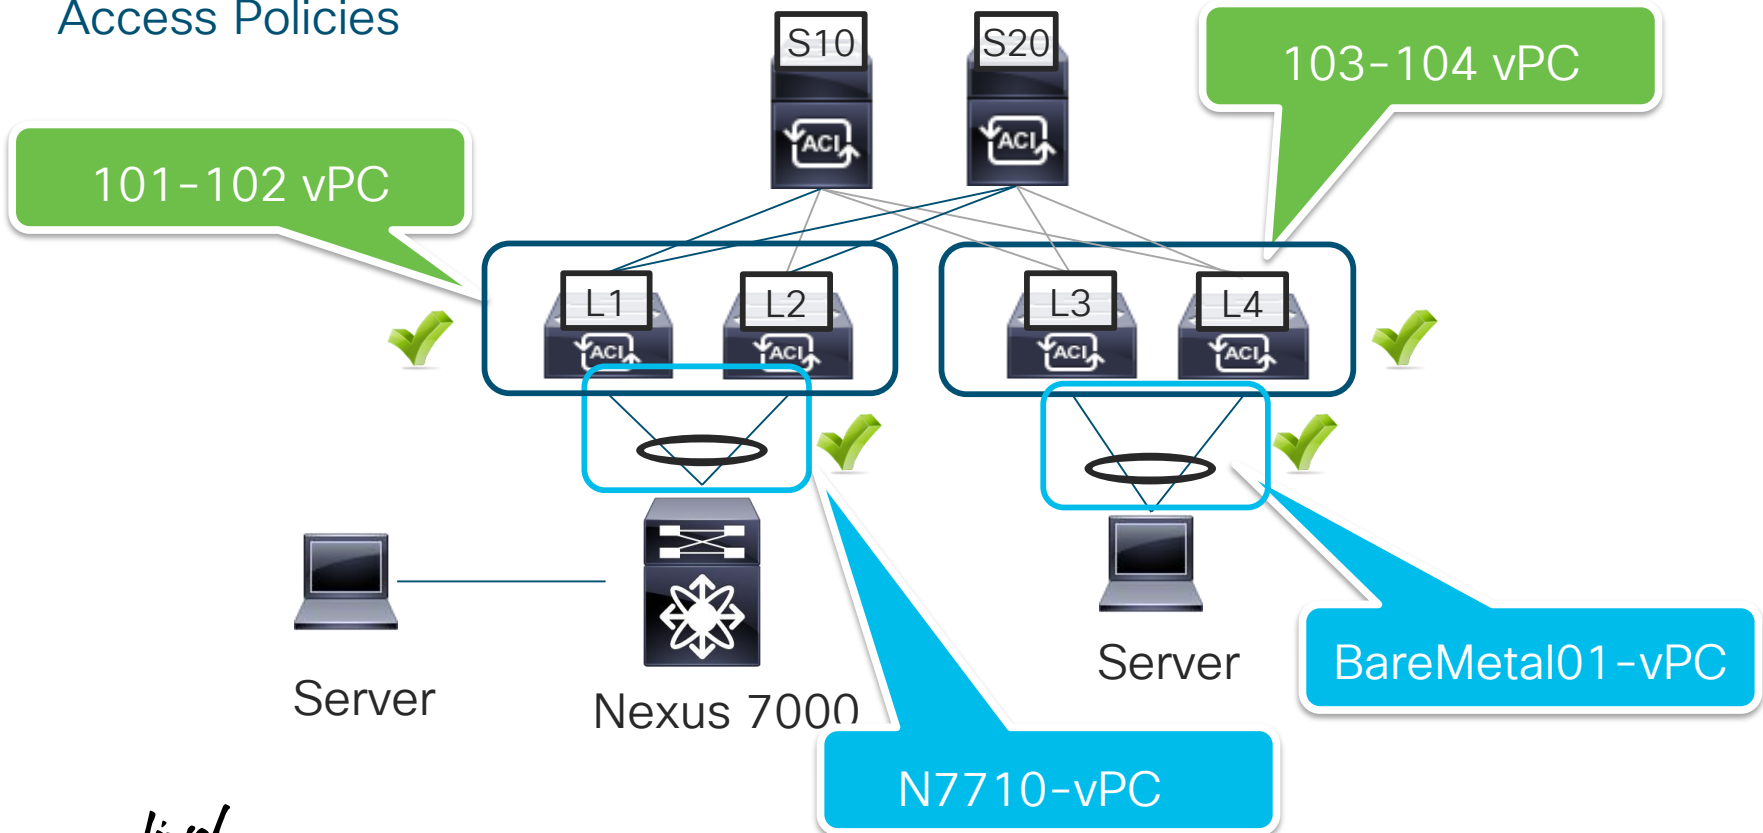 Access Policies
S10
S20
103-104 vPC
ACI
ACI
101-102 vPC
L1
L2
L3
L4
ACI
ACI
ACI
ACI
Server
Nexus 7000
Server
BareMetal01-vPC
N7710-vPC